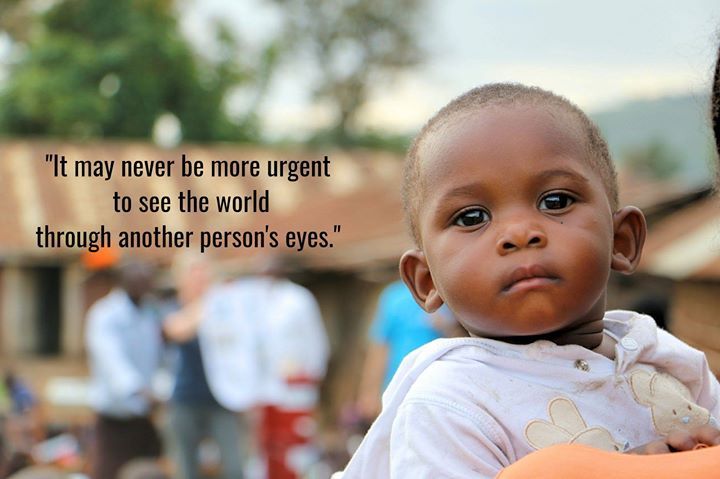 "It may never be more urgent
to see the world
through another person's eyes."